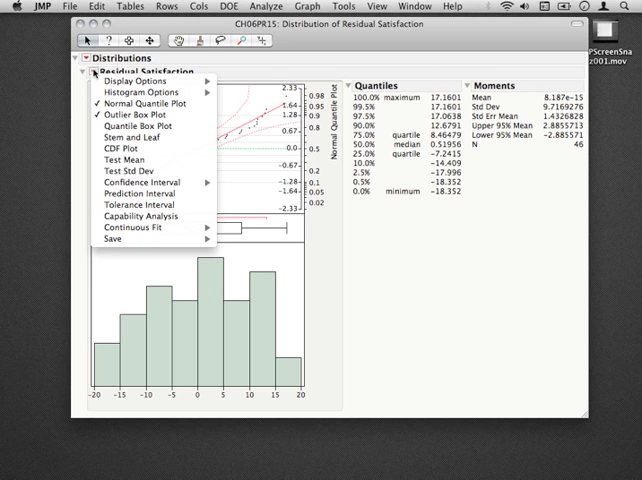 JMP File Edit Tables Rows Cols DOE Analyze Graph Tools View Window Help
CH06PR15: Distribution of Residual Satisfaction
PScreenSna
z001.mov
Distributions
Residual Satisfaction
Display Options
Histogram Options
✓ Normal Quantile Plot
✓ Outlier Box Plot
Quantile Box Plot
Stem and Leaf
CDF Plot
Test Mean
Test Std Dev
Confidence Interval
Prediction Interval
Tolerance Interval
Capability Analysis
Continuous Fit
Save
2.33
1.64
1.28
0.67
0.0
-0.67
-1.28
-1.64
-2.33
0.98
0.95
0.9
0.8
0.5
0.2
0.1
0.05
0.02
Normal Quantile Plot
-20 -15 -10 -5 0 5 10 15 20
Quantiles
100.0% maximum 17.1601
99.5% 17.1601
97.5% 17.0638
90.0% 12.6791
75.0% quartile 8.46479
50.0% median 0.51956
25.0% quartile -7.2415
10.0% -14.409
2.5% -17.996
0.5% -18.352
0.0% minimum -18.352
Moments
Mean 8.187e-15
Std Dev 9.7169276
Std Err Mean 1.4326828
Upper 95% Mean 2.8855713
Lower 95% Mean -2.885571
N 46